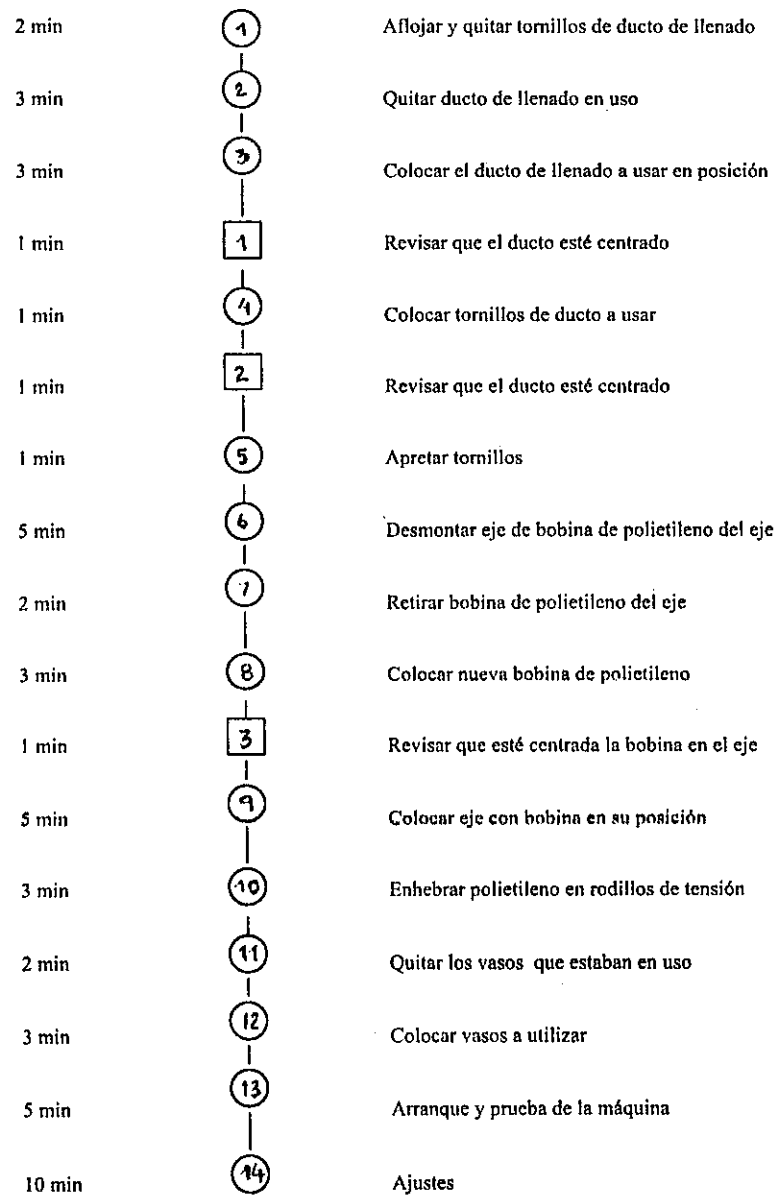 2 min 1 Aflojar y quitar tornillos de ducto de llenado
3 min 2 Quitar ducto de llenado en uso
3 min 3 Colocar el ducto de llenado a usar en posición
1 min 1 Revisar que el ducto esté centrado
1 min 4 Colocar tornillos de ducto a usar
1 min 2 Revisar que el ducto esté centrado
1 min 5 Apretar tornillos
5 min 6 Desmontar eje de bobina de polietileno del eje
2 min 7 Retirar bobina de polietileno del eje
3 min 8 Colocar nueva bobina de polietileno
1 min 3 Revisar que esté centrada la bobina en el eje
5 min 9 Colocar eje con bobina en su posición
3 min 10 Enhebrar polietileno en rodillos de tensión
2 min 11 Quitar los vasos que estaban en uso
3 min 12 Colocar vasos a utilizar
5 min 13 Arranque y prueba de la máquina
10 min 14 Ajustes